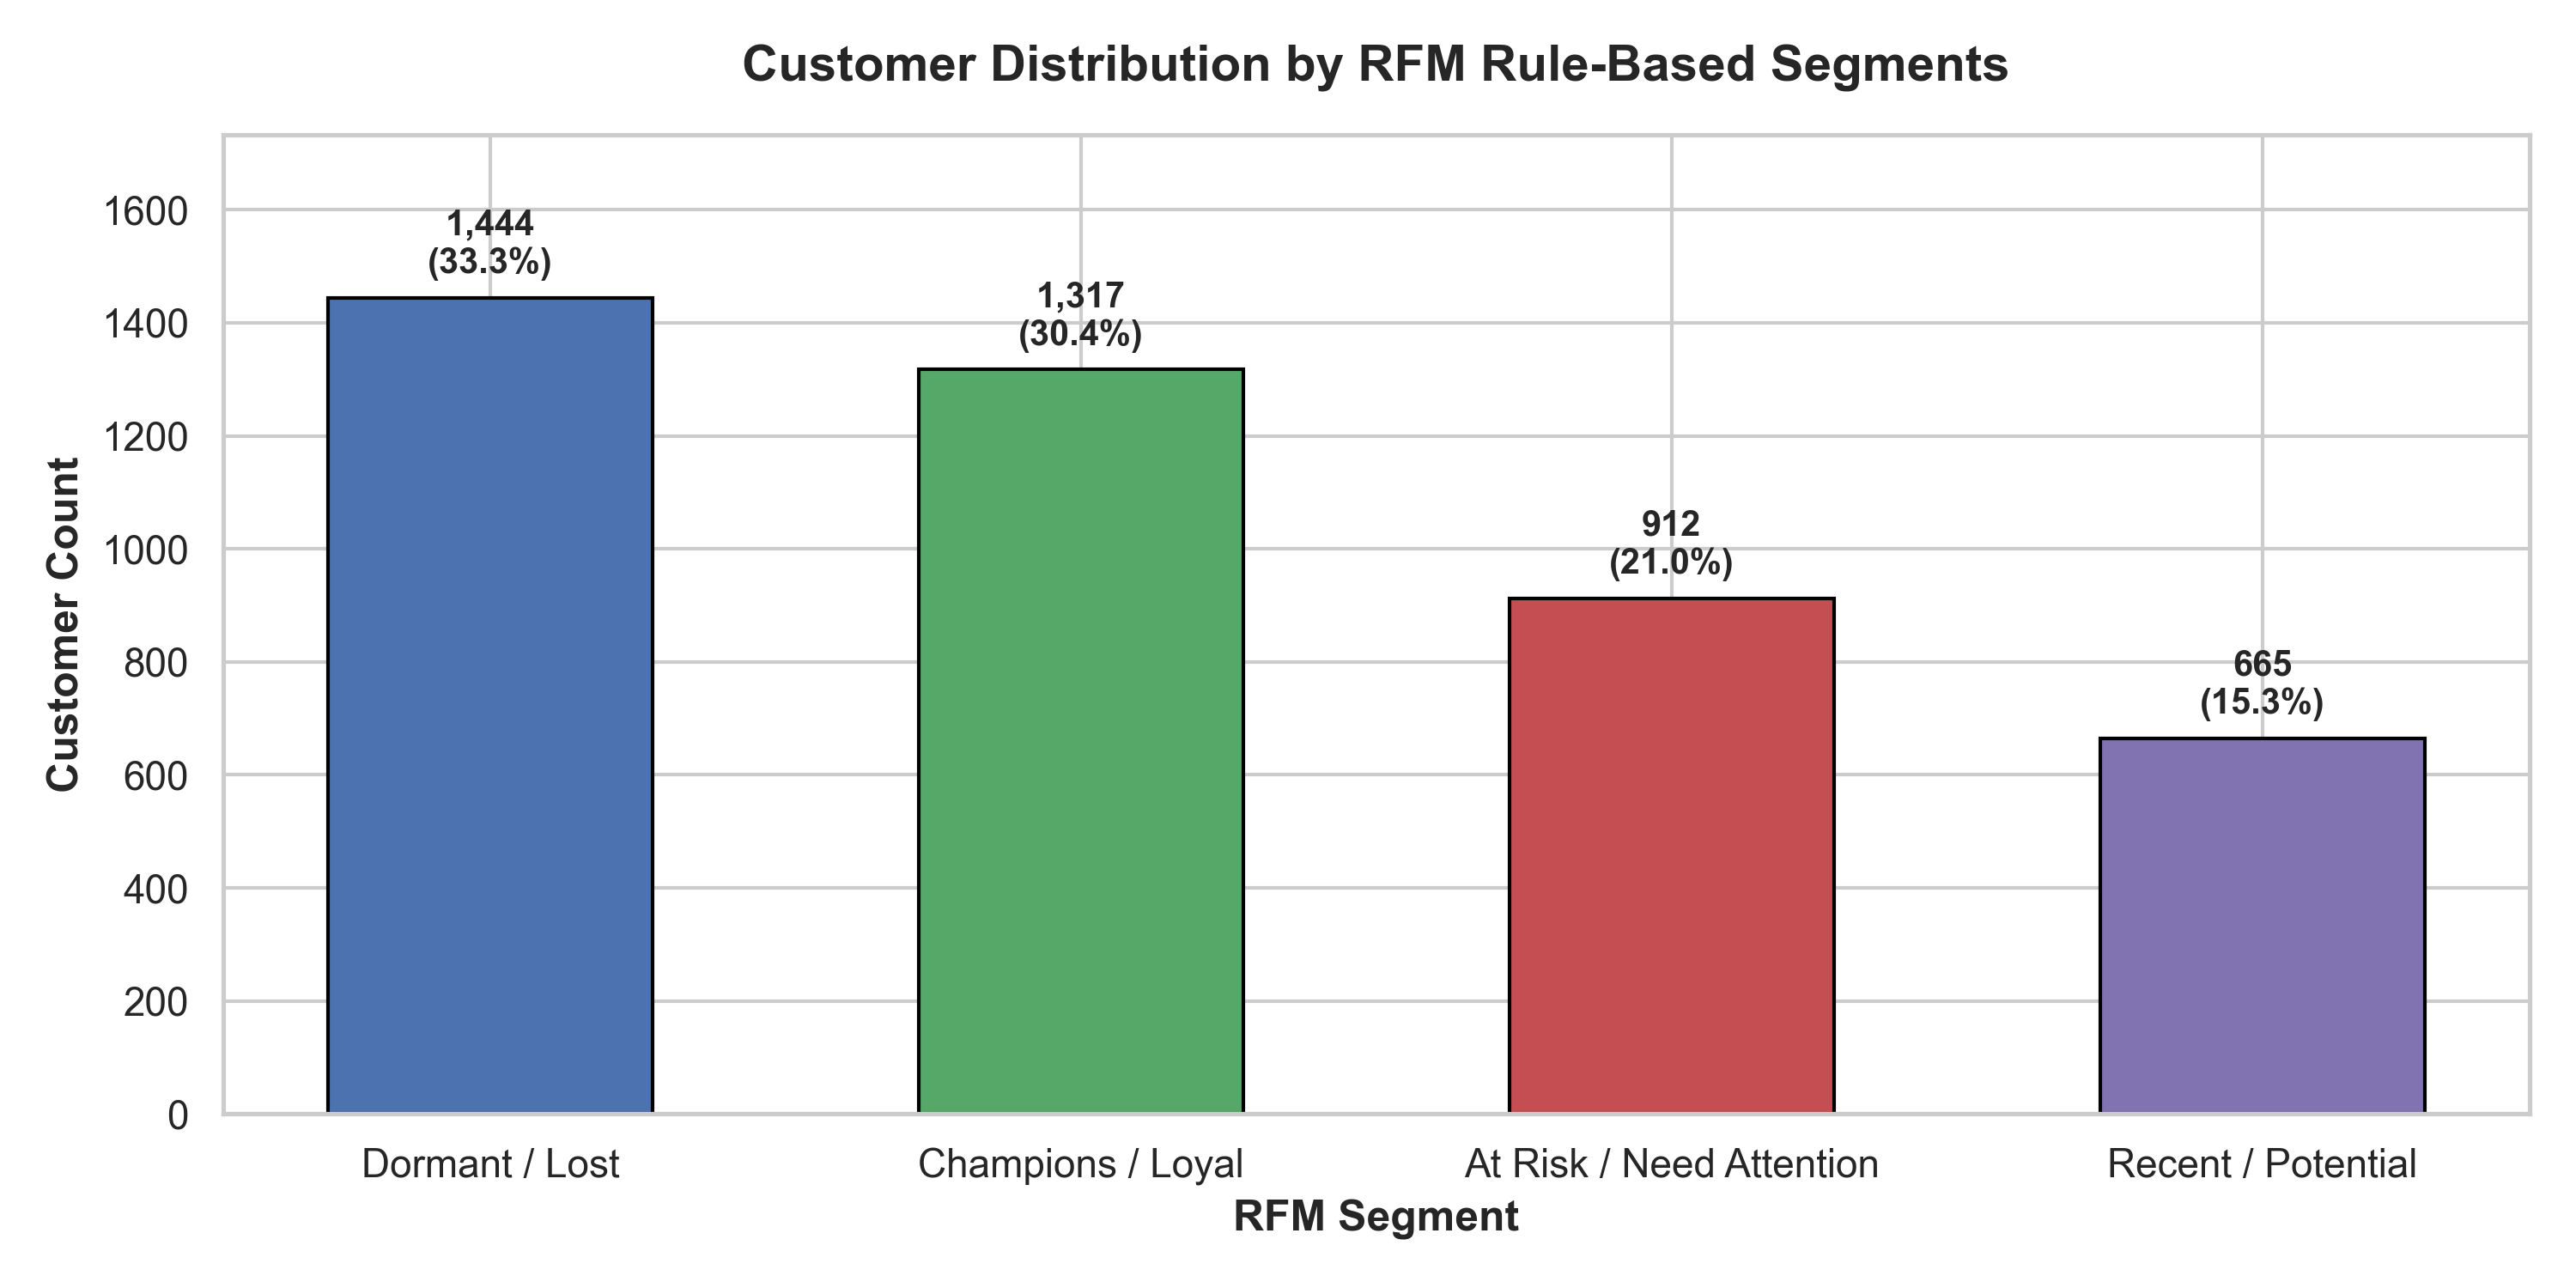 Customer Distribution by RFM Rule-Based Segments
Customer Count
1600
1400
1200
1000
800
600
400
200
0
1,444
(33.3%)
1,317
(30.4%)
912
(21.0%)
665
(15.3%)
Dormant / Lost
Champions / Loyal
At Risk / Need Attention
Recent / Potential
RFM Segment